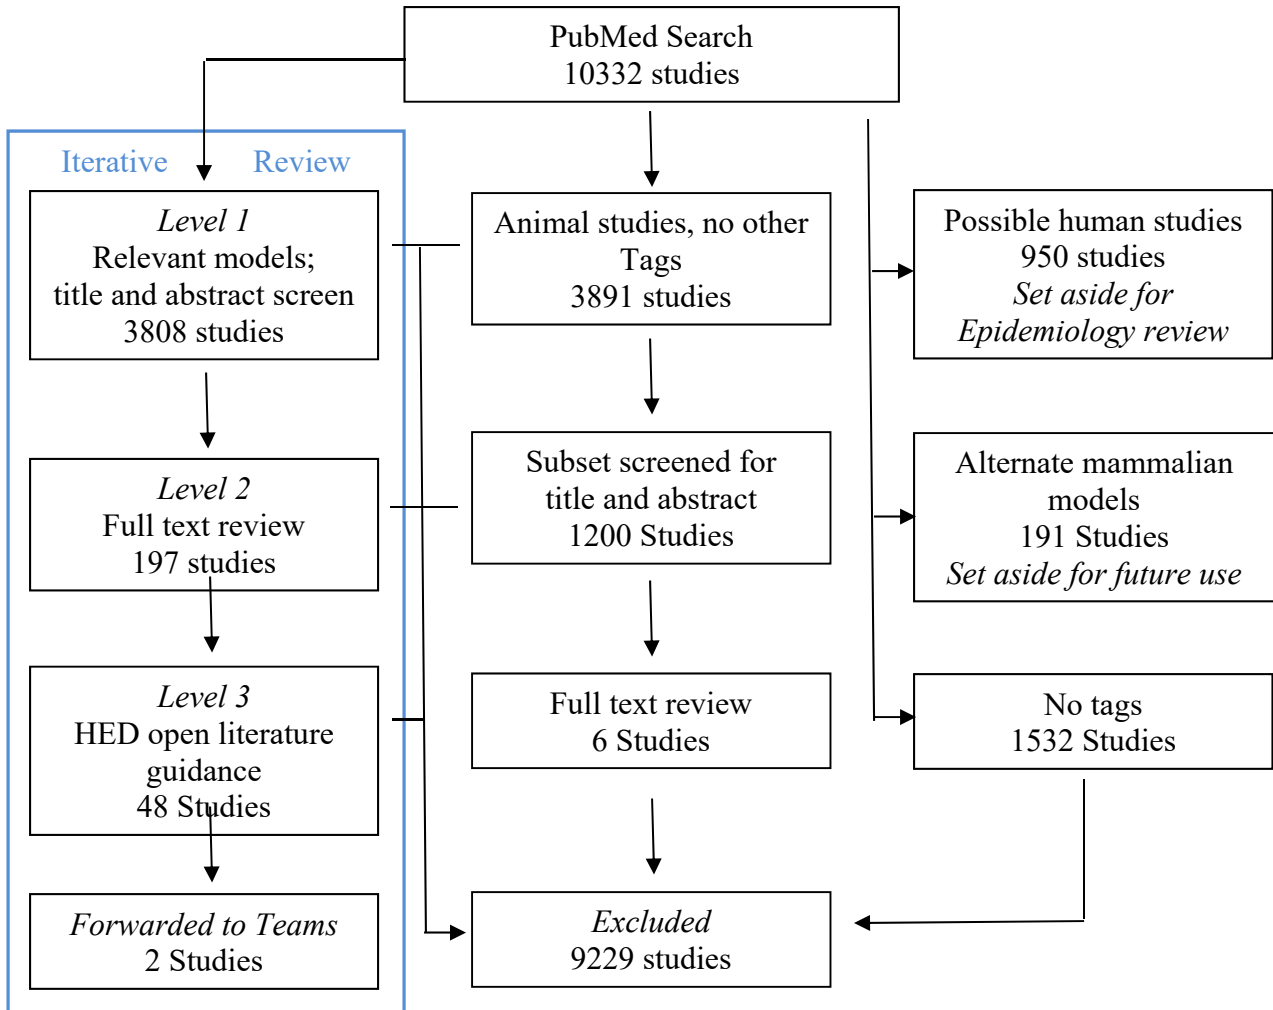 PubMed Search
10332 studies
Iterative Review
Level 1
Relevant models;
title and abstract screen
3808 studies
Animal studies, no other
Tags
3891 studies
Possible human studies
950 studies
Set aside for
Epidemiology review
Level 2
Full text review
197 studies
Subset screened for
title and abstract
1200 Studies
Alternate mammalian
models
191 Studies
Set aside for future use
Level 3
HED open literature
guidance
48 Studies
Full text review
6 Studies
No tags
1532 Studies
Forwarded to Teams
2 Studies
Excluded
9229 studies